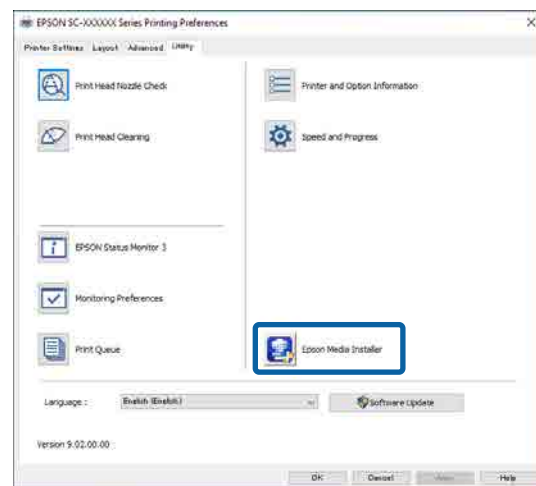 EPSON SC-XXXXXX Series Printing Preferences
Printer Settings Layout Advanced Utility
Print Head Nozzle Check
Printer and Option Information
Print Head Cleaning
Speed and Progress
EPSON Status Monitor 3
Monitoring Preferences
Print Queue
Epson Media Installer
Language :
English (English)
Software Update
Version 9.02.00.00
OK Cancel Apply Help